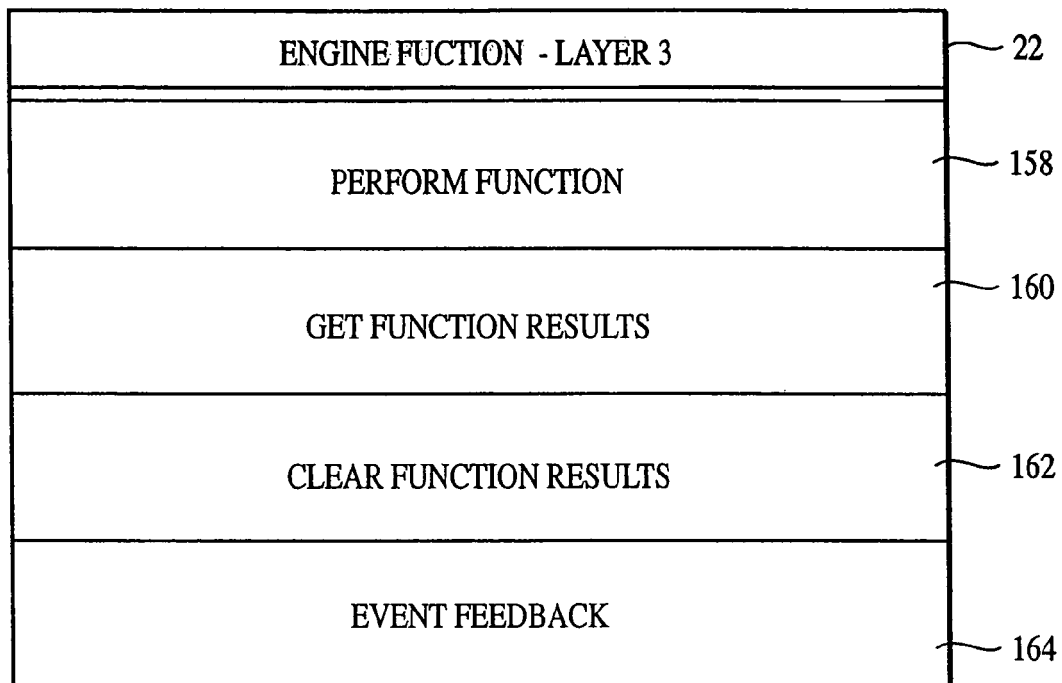 ENGINE FUCTION - LAYER 3
22
PERFORM FUNCTION
158
GET FUNCTION RESULTS
160
CLEAR FUNCTION RESULTS
162
EVENT FEEDBACK
164